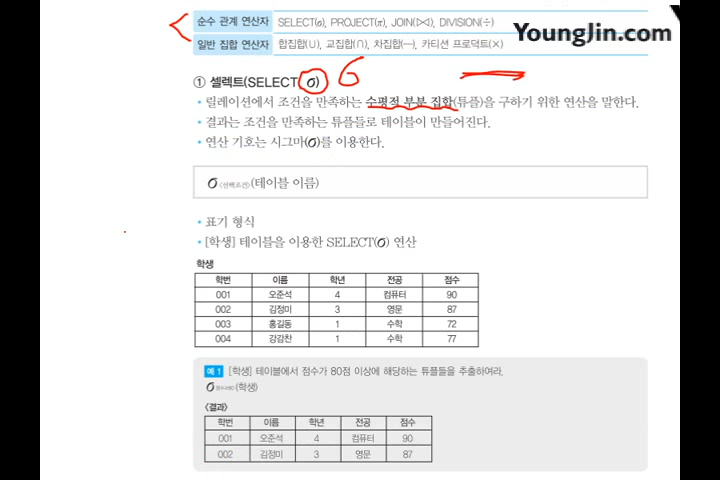 순수 관계 연산자 SELECT(σ), PROJECT(π), JOIN(▷◁), DIVISION(÷)
YoungJin.com
일반 집합 연산자 합집합(∪), 교집합(∩), 차집합(―), 카티션 프로덕트(×)
① 셀렉트(SELECT σ) 6
• 릴레이션에서 조건을 만족하는 수평적 부분 집합(튜플)을 구하기 위한 연산을 말한다.
• 결과는 조건을 만족하는 튜플들로 테이블이 만들어진다.
• 연산 기호는 시그마(σ)를 이용한다.
σ<선택조건>(테이블 이름)
• 표기 형식
• [학생] 테이블을 이용한 SELECT(σ) 연산
학생
학번 이름 학년 전공 점수
001 오준석 4 컴퓨터 90
002 김정미 3 영문 87
003 홍길동 1 수학 72
004 강감찬 1 수학 77
예 1 [학생] 테이블에서 점수가 80점 이상에 해당하는 튜플들을 추출하여라.
σ (학생)
<결과>
학번 이름 학년 전공 점수
001 오준석 4 컴퓨터 90
002 김정미 3 영문 87